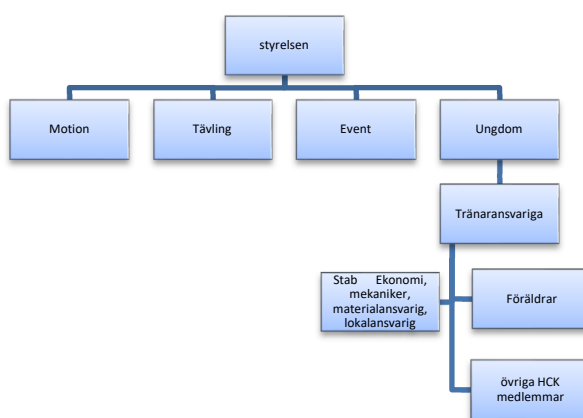 styrelsen
Motion
Tävling
Event
Ungdom
Tränaransvariga
Stab Ekonomi,
mekaniker,
materialansvarig,
lokalansvarig
Föräldrar
övriga HCK
medlemmar